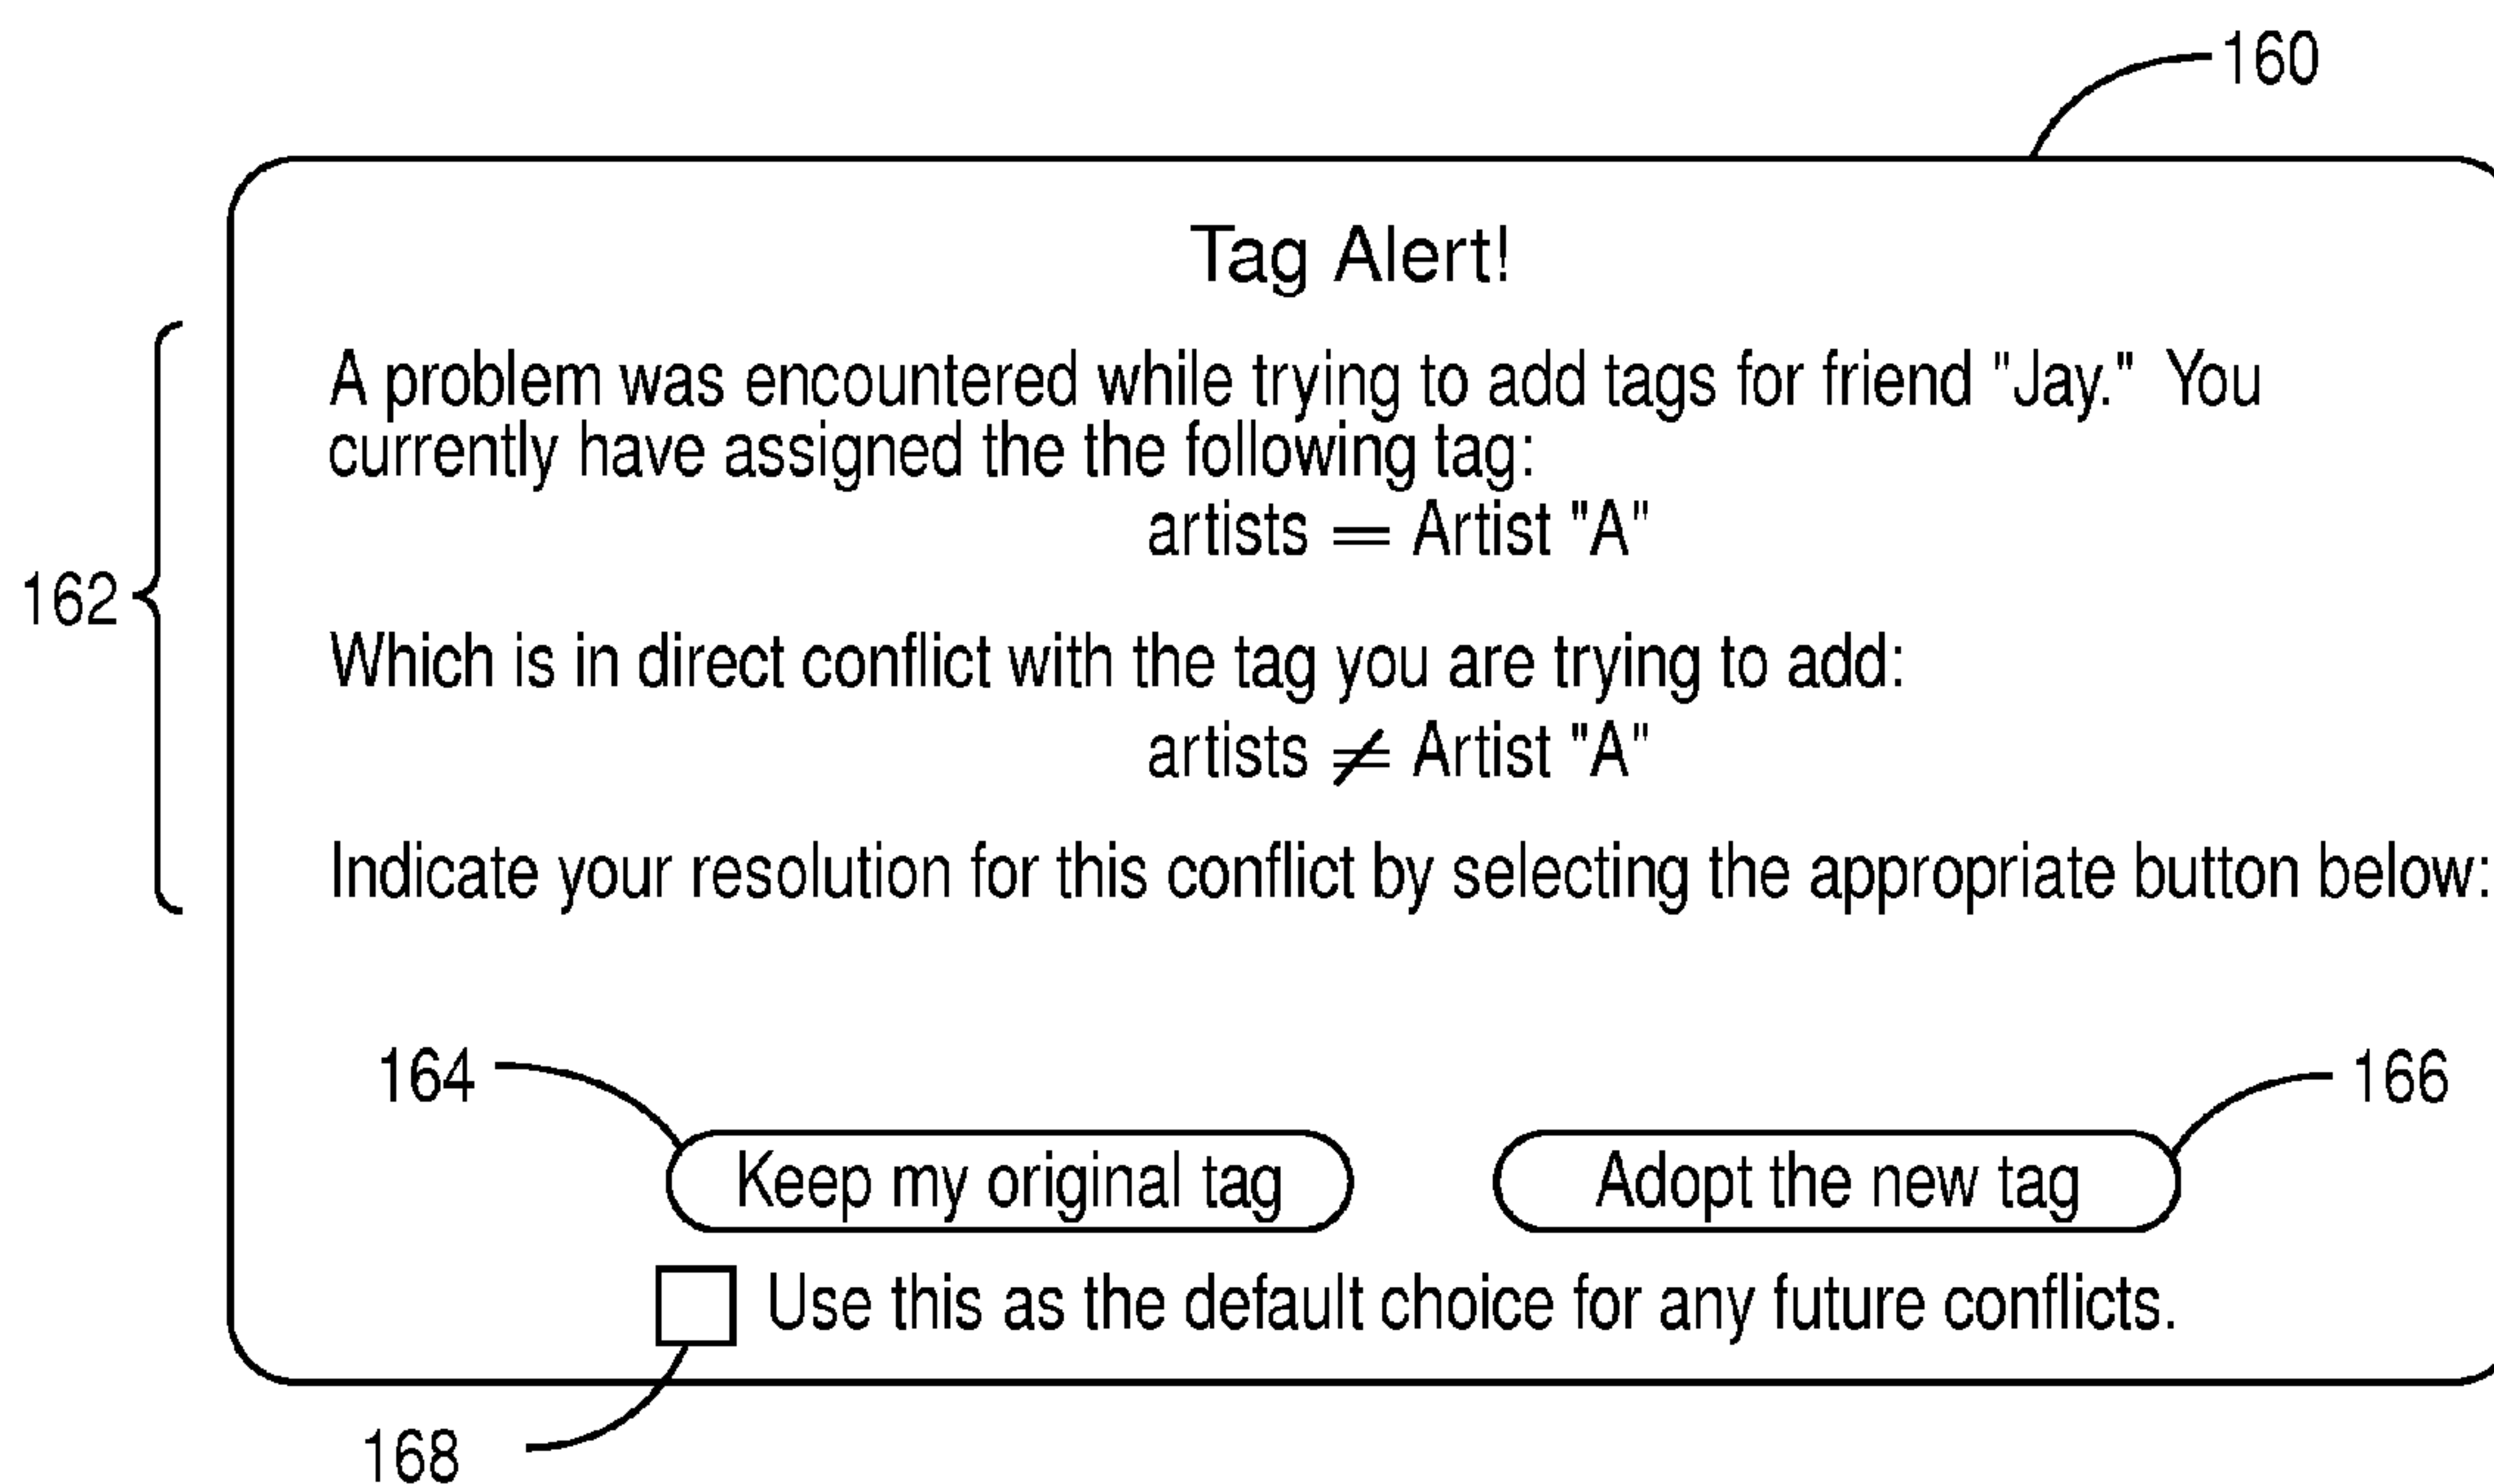 160
Tag Alert!
A problem was encountered while trying to add tags for friend "Jay."  You
currently have assigned the the following tag:
artists = Artist "A"
162
Which is in direct conflict with the tag you are trying to add:
artists ≠ Artist "A"
Indicate your resolution for this conflict by selecting the appropriate button below:
164
166
Keep my original tag
Adopt the new tag
Use this as the default choice for any future conflicts.
168